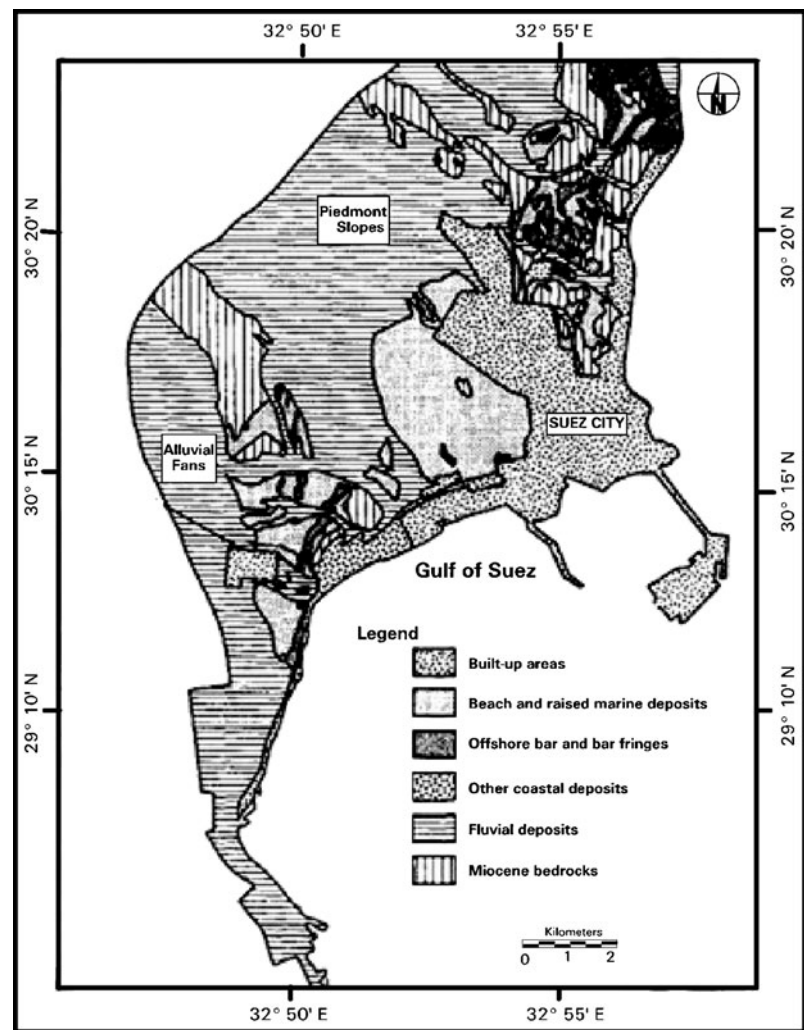 32° 50' E
32° 55' E
N
30° 20' N
30° 20' N
Piedmont
Slopes
Alluvial
Fans
SUEZ CITY
30° 15' N
30° 15' N
Gulf of Suez
Legend
Built-up areas
Beach and raised marine deposits
Offshore bar and bar fringes
Other coastal deposits
Fluvial deposits
Miocene bedrocks
29° 10' N
29° 10' N
Kilometers
0 1 2
32° 50' E
32° 55' E